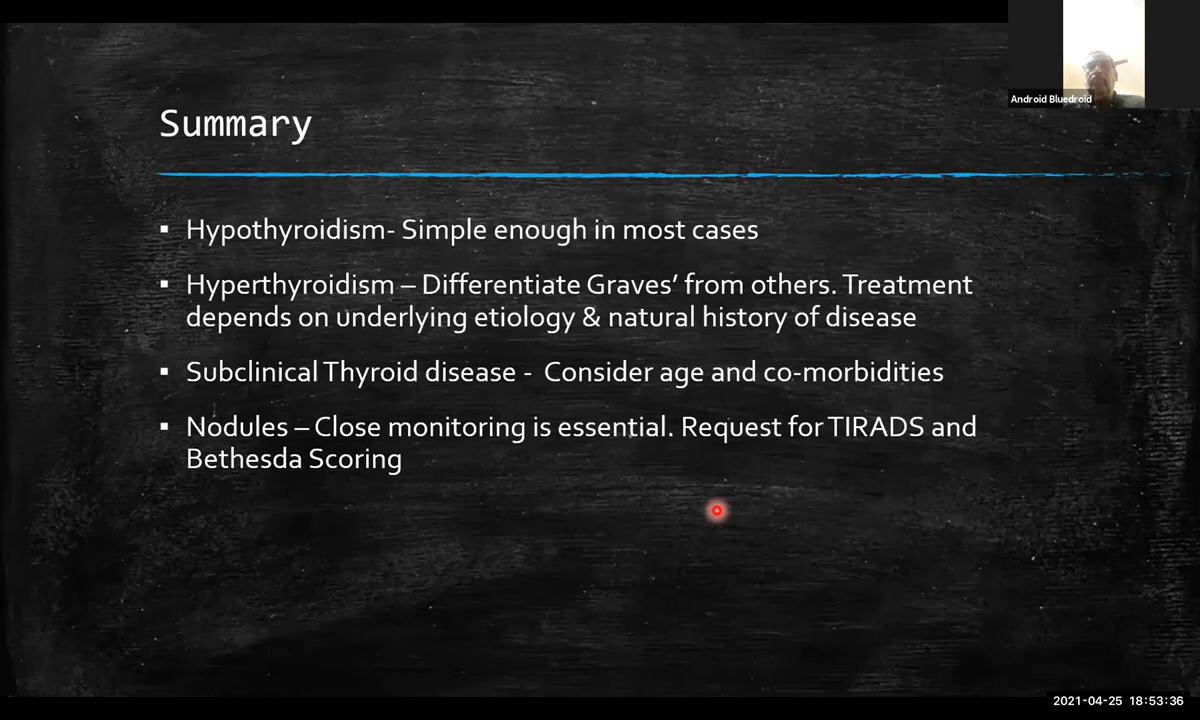 Android Bluedroid
Summary
▪ Hypothyroidism- Simple enough in most cases
▪ Hyperthyroidism – Differentiate Graves’ from others. Treatment
depends on underlying etiology & natural history of disease
▪ Subclinical Thyroid disease - Consider age and co-morbidities
▪ Nodules – Close monitoring is essential. Request for TIRADS and
Bethesda Scoring
2021-04-25 18:53:36